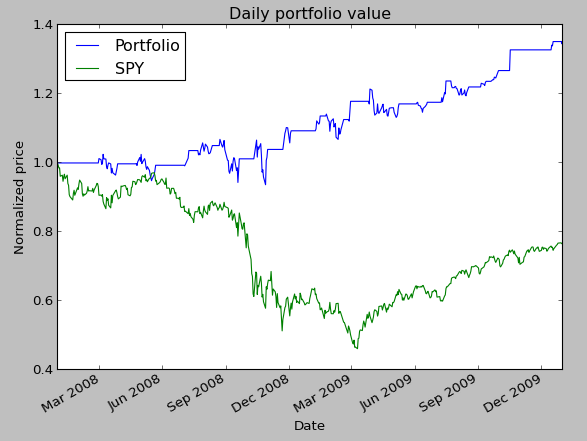 Daily portfolio value
1.4
Portfolio
SPY
1.2
1.0
0.8
0.6
0.4
Normalized price
Mar 2008
Jun 2008
Sep 2008
Dec 2008
Mar 2009
Jun 2009
Sep 2009
Dec 2009
Date